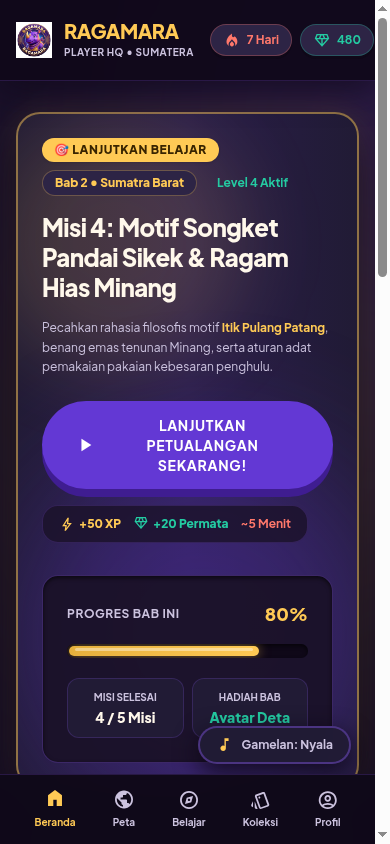 RAGAMARA
PLAYER HQ • SUMATERA
7 Hari
480
🎯 LANJUTKAN BELAJAR
Bab 2 • Sumatra Barat
Level 4 Aktif
Misi 4: Motif Songket
Pandai Sikek & Ragam
Hias Minang
Pecahkan rahasia filosofis motif Itik Pulang Patang,
benang emas tenunan Minang, serta aturan adat
pemakaian pakaian kebesaran penghulu.
LANJUTKAN
PETUALANGAN
SEKARANG!
+50 XP
+20 Permata
~5 Menit
PROGRES BAB INI
80%
MISI SELESAI
4 / 5 Misi
HADIAH BAB
Avatar Deta
Gamelan: Nyala
Beranda
Peta
Belajar
Koleksi
Profil